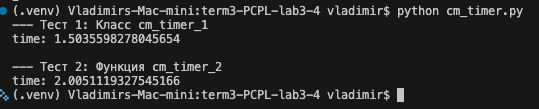 (.venv) Vladimirs-Mac-mini:term3-PCPL-lab3-4 vladimir$ python cm_timer.py
--- Тест 1: Класс cm_timer_1
time: 1.5035598278045654
--- Тест 2: Функция cm_timer_2
time: 2.0051119327545166
(.venv) Vladimirs-Mac-mini:term3-PCPL-lab3-4 vladimir$